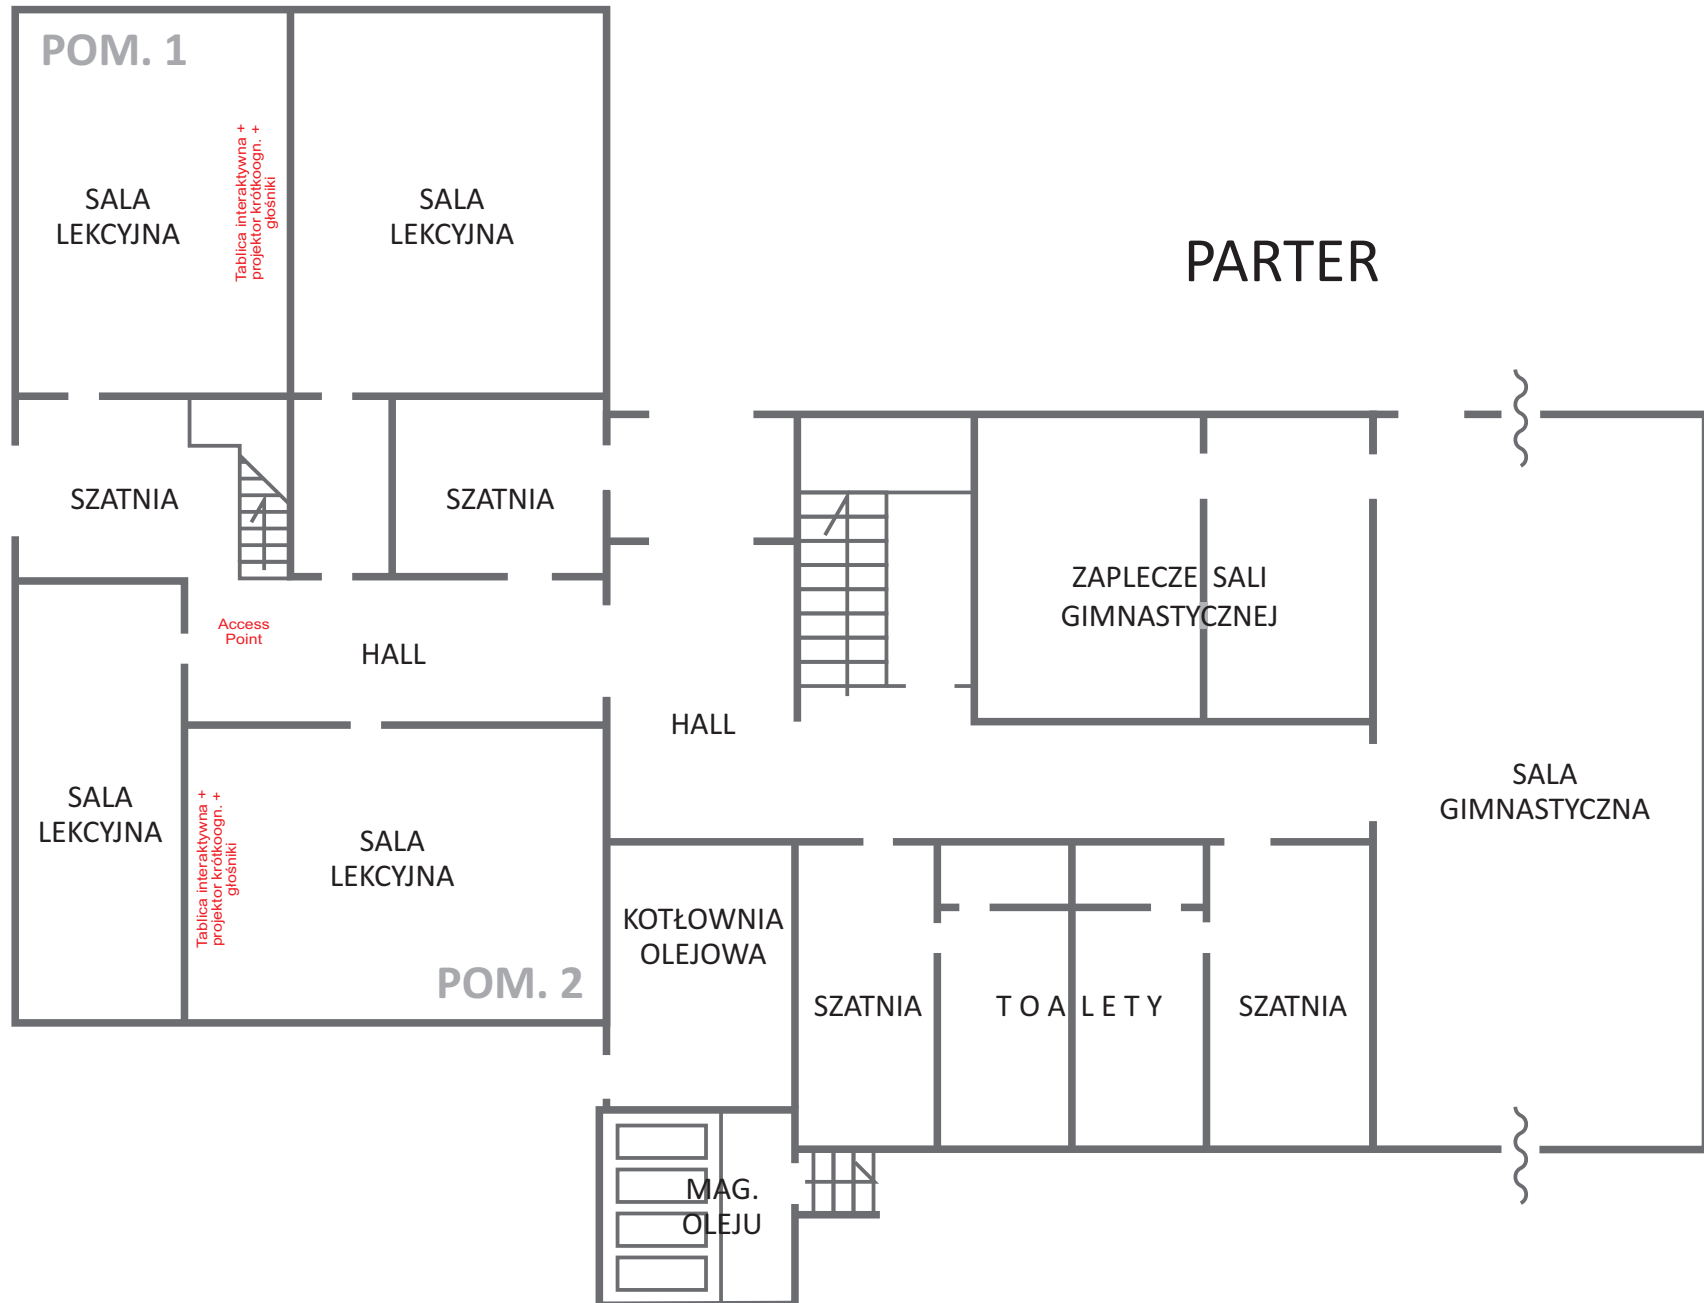 POM. 1
SALA
LEKCYJNA
Tablica interaktywna +
projektor krótkoogn. +
głośniki
SALA
LEKCYJNA
PARTER
SZATNIA
SZATNIA
ZAPLECZE SALI
GIMNASTYCZNEJ
Access
Point
HALL
HALL
SALA
GIMNASTYCZNA
SALA
LEKCYJNA
Tablica interaktywna +
projektor krótkoogn. +
głośniki
SALA
LEKCYJNA
POM. 2
KOTŁOWNIA
OLEJOWA
SZATNIA
TOALETY
SZATNIA
MAG.
OLEJU